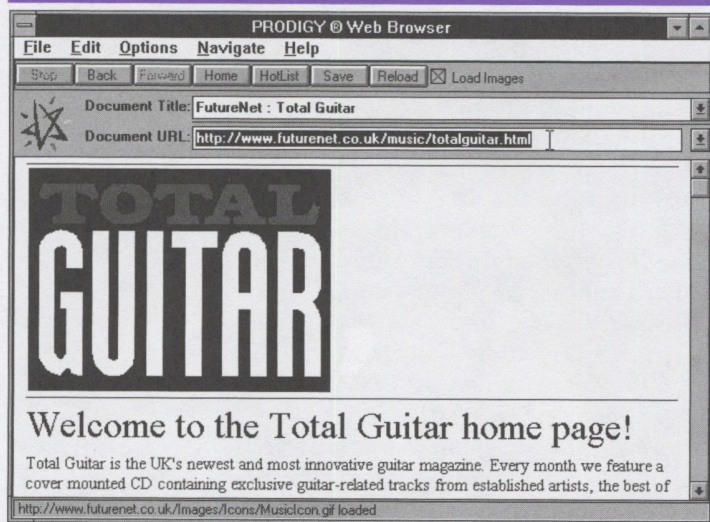 PRODIGY ® Web Browser
File Edit Options Navigate Help
Stop Back Forward Home HotList Save Reload Load Images
Document Title: FutureNet : Total Guitar
Document URL: http://www.futurenet.co.uk/music/totalguitar.html
TOTAL
GUITAR
Welcome to the Total Guitar home page!
Total Guitar is the UK's newest and most innovative guitar magazine. Every month we feature a
cover mounted CD containing exclusive guitar-related tracks from established artists, the best of
http://www.futurenet.co.uk/Images/Icons/MusicIcon.gif loaded